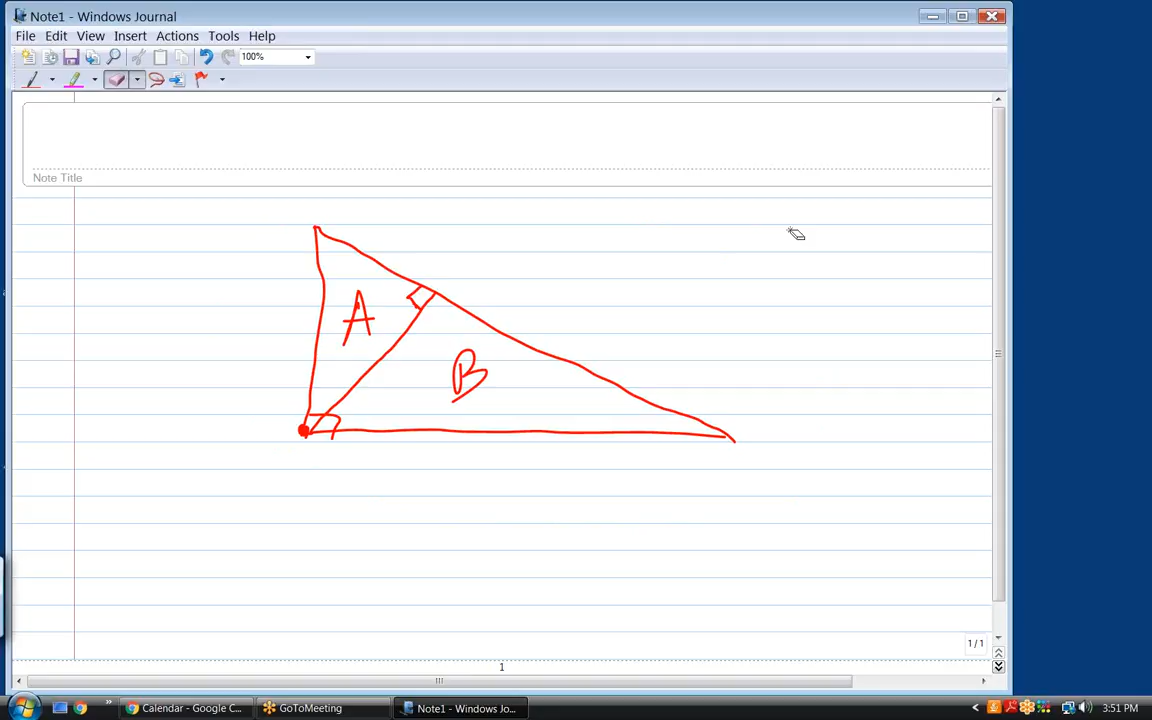 Note1 - Windows Journal
File Edit View Insert Actions Tools Help
100%
Note Title
A
B
1 / 1
1
Calendar - Google C...
GoToMeeting
Note1 - Windows Jo...
3:51 PM